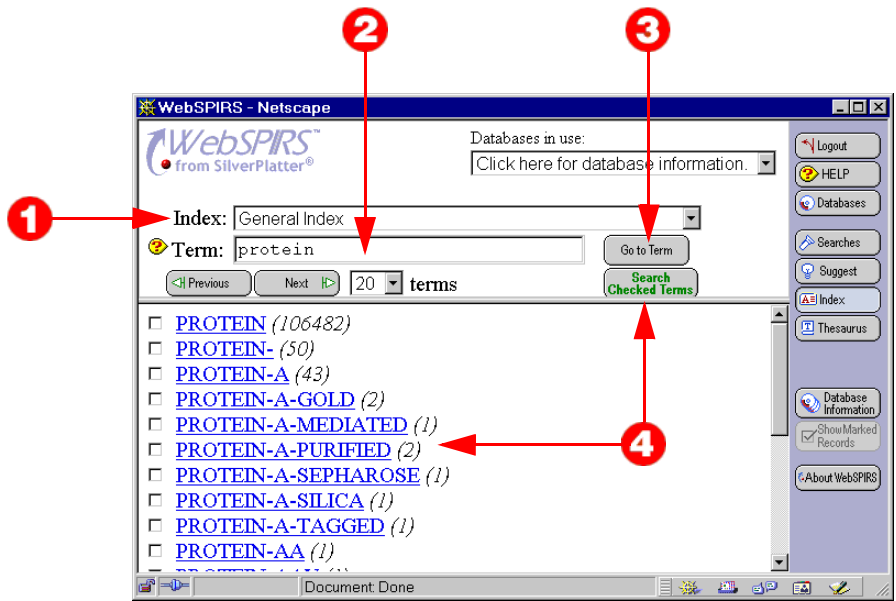 2
3
WebSPIRS - Netscape
WebSPIRS™
from SilverPlatter®
Databases in use:
Click here for database information.
Logout
HELP
Databases
1
Index: General Index
Term: protein
Go to Term
Searches
Previous
Next
20
terms
Search
Checked Terms
Suggest
Index
Thesaurus
PROTEIN (106482)
PROTEIN- (50)
PROTEIN-A (43)
PROTEIN-A-GOLD (2)
PROTEIN-A-MEDIATED (1)
PROTEIN-A-PURIFIED (2)
4
PROTEIN-A-SEPHAROSE (1)
PROTEIN-A-SILICA (1)
PROTEIN-A-TAGGED (1)
PROTEIN-AA (1)
Database
Information
Show Marked
Records
About WebSPIRS
Document: Done